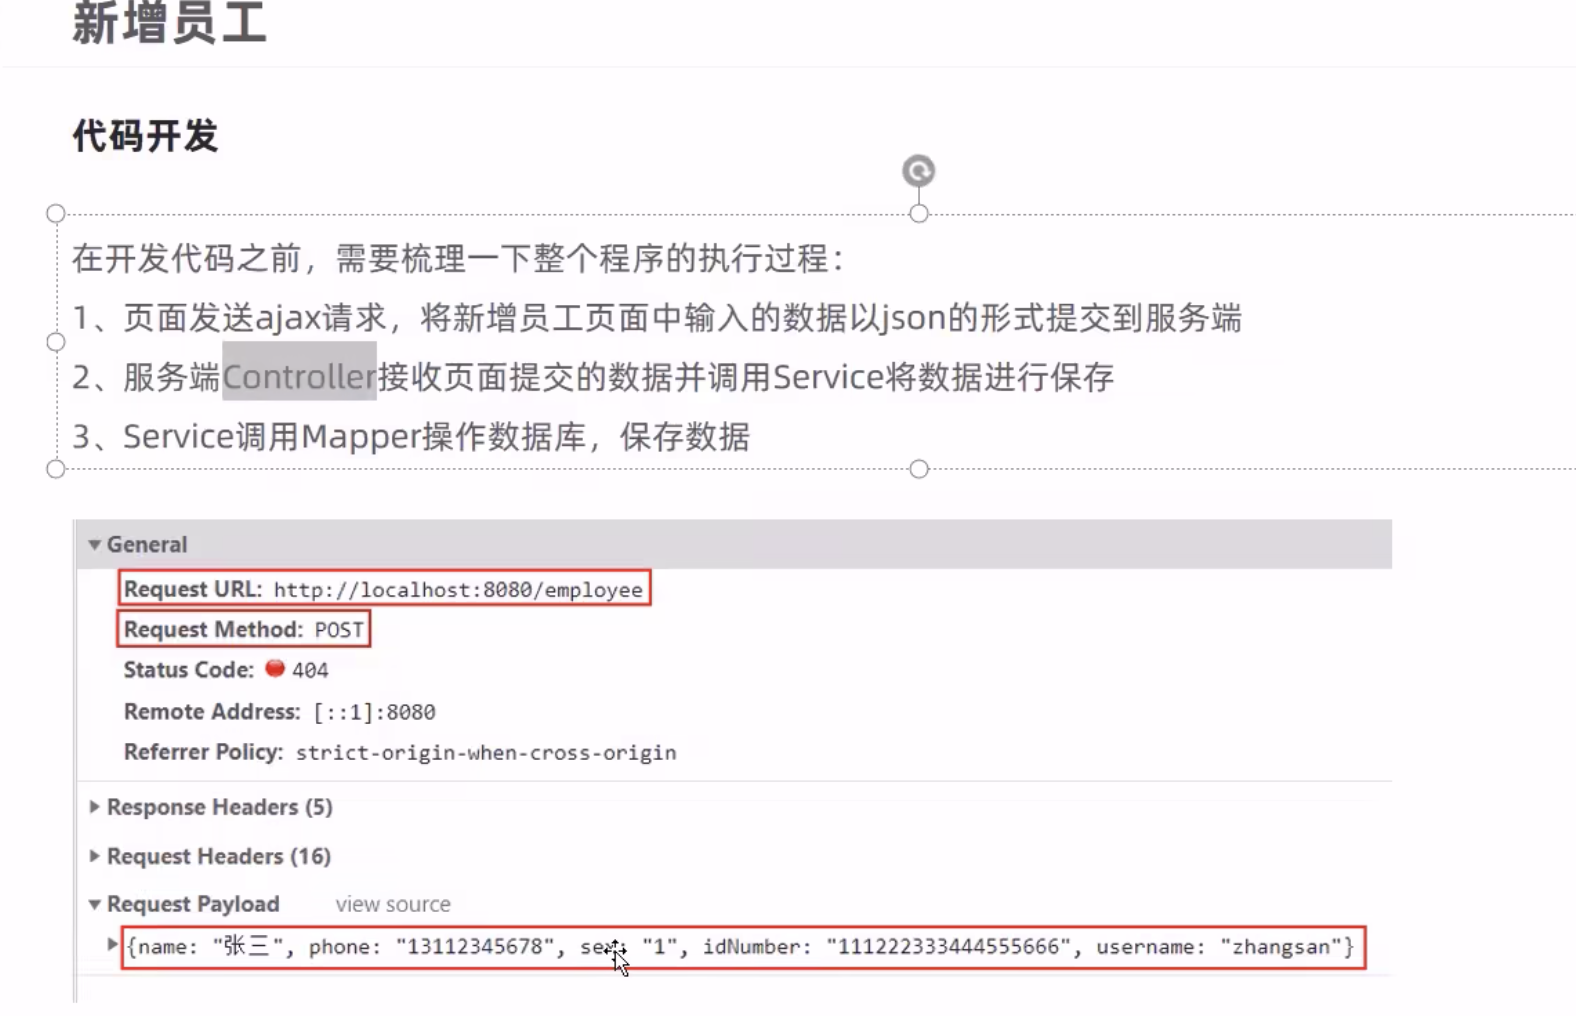 新增员工
代码开发
在开发代码之前，需要梳理一下整个程序的执行过程：
1、页面发送ajax请求，将新增员工页面中输入的数据以json的形式提交到服务端
2、服务端Controller接收页面提交的数据并调用Service将数据进行保存
3、Service调用Mapper操作数据库，保存数据
General
Request URL: http://localhost:8080/employee
Request Method: POST
Status Code: 404
Remote Address: [::1]:8080
Referrer Policy: strict-origin-when-cross-origin
Response Headers (5)
Request Headers (16)
Request Payload view source
{name: "张三", phone: "13112345678", sex: "1", idNumber: "111222333444555666", username: "zhangsan"}